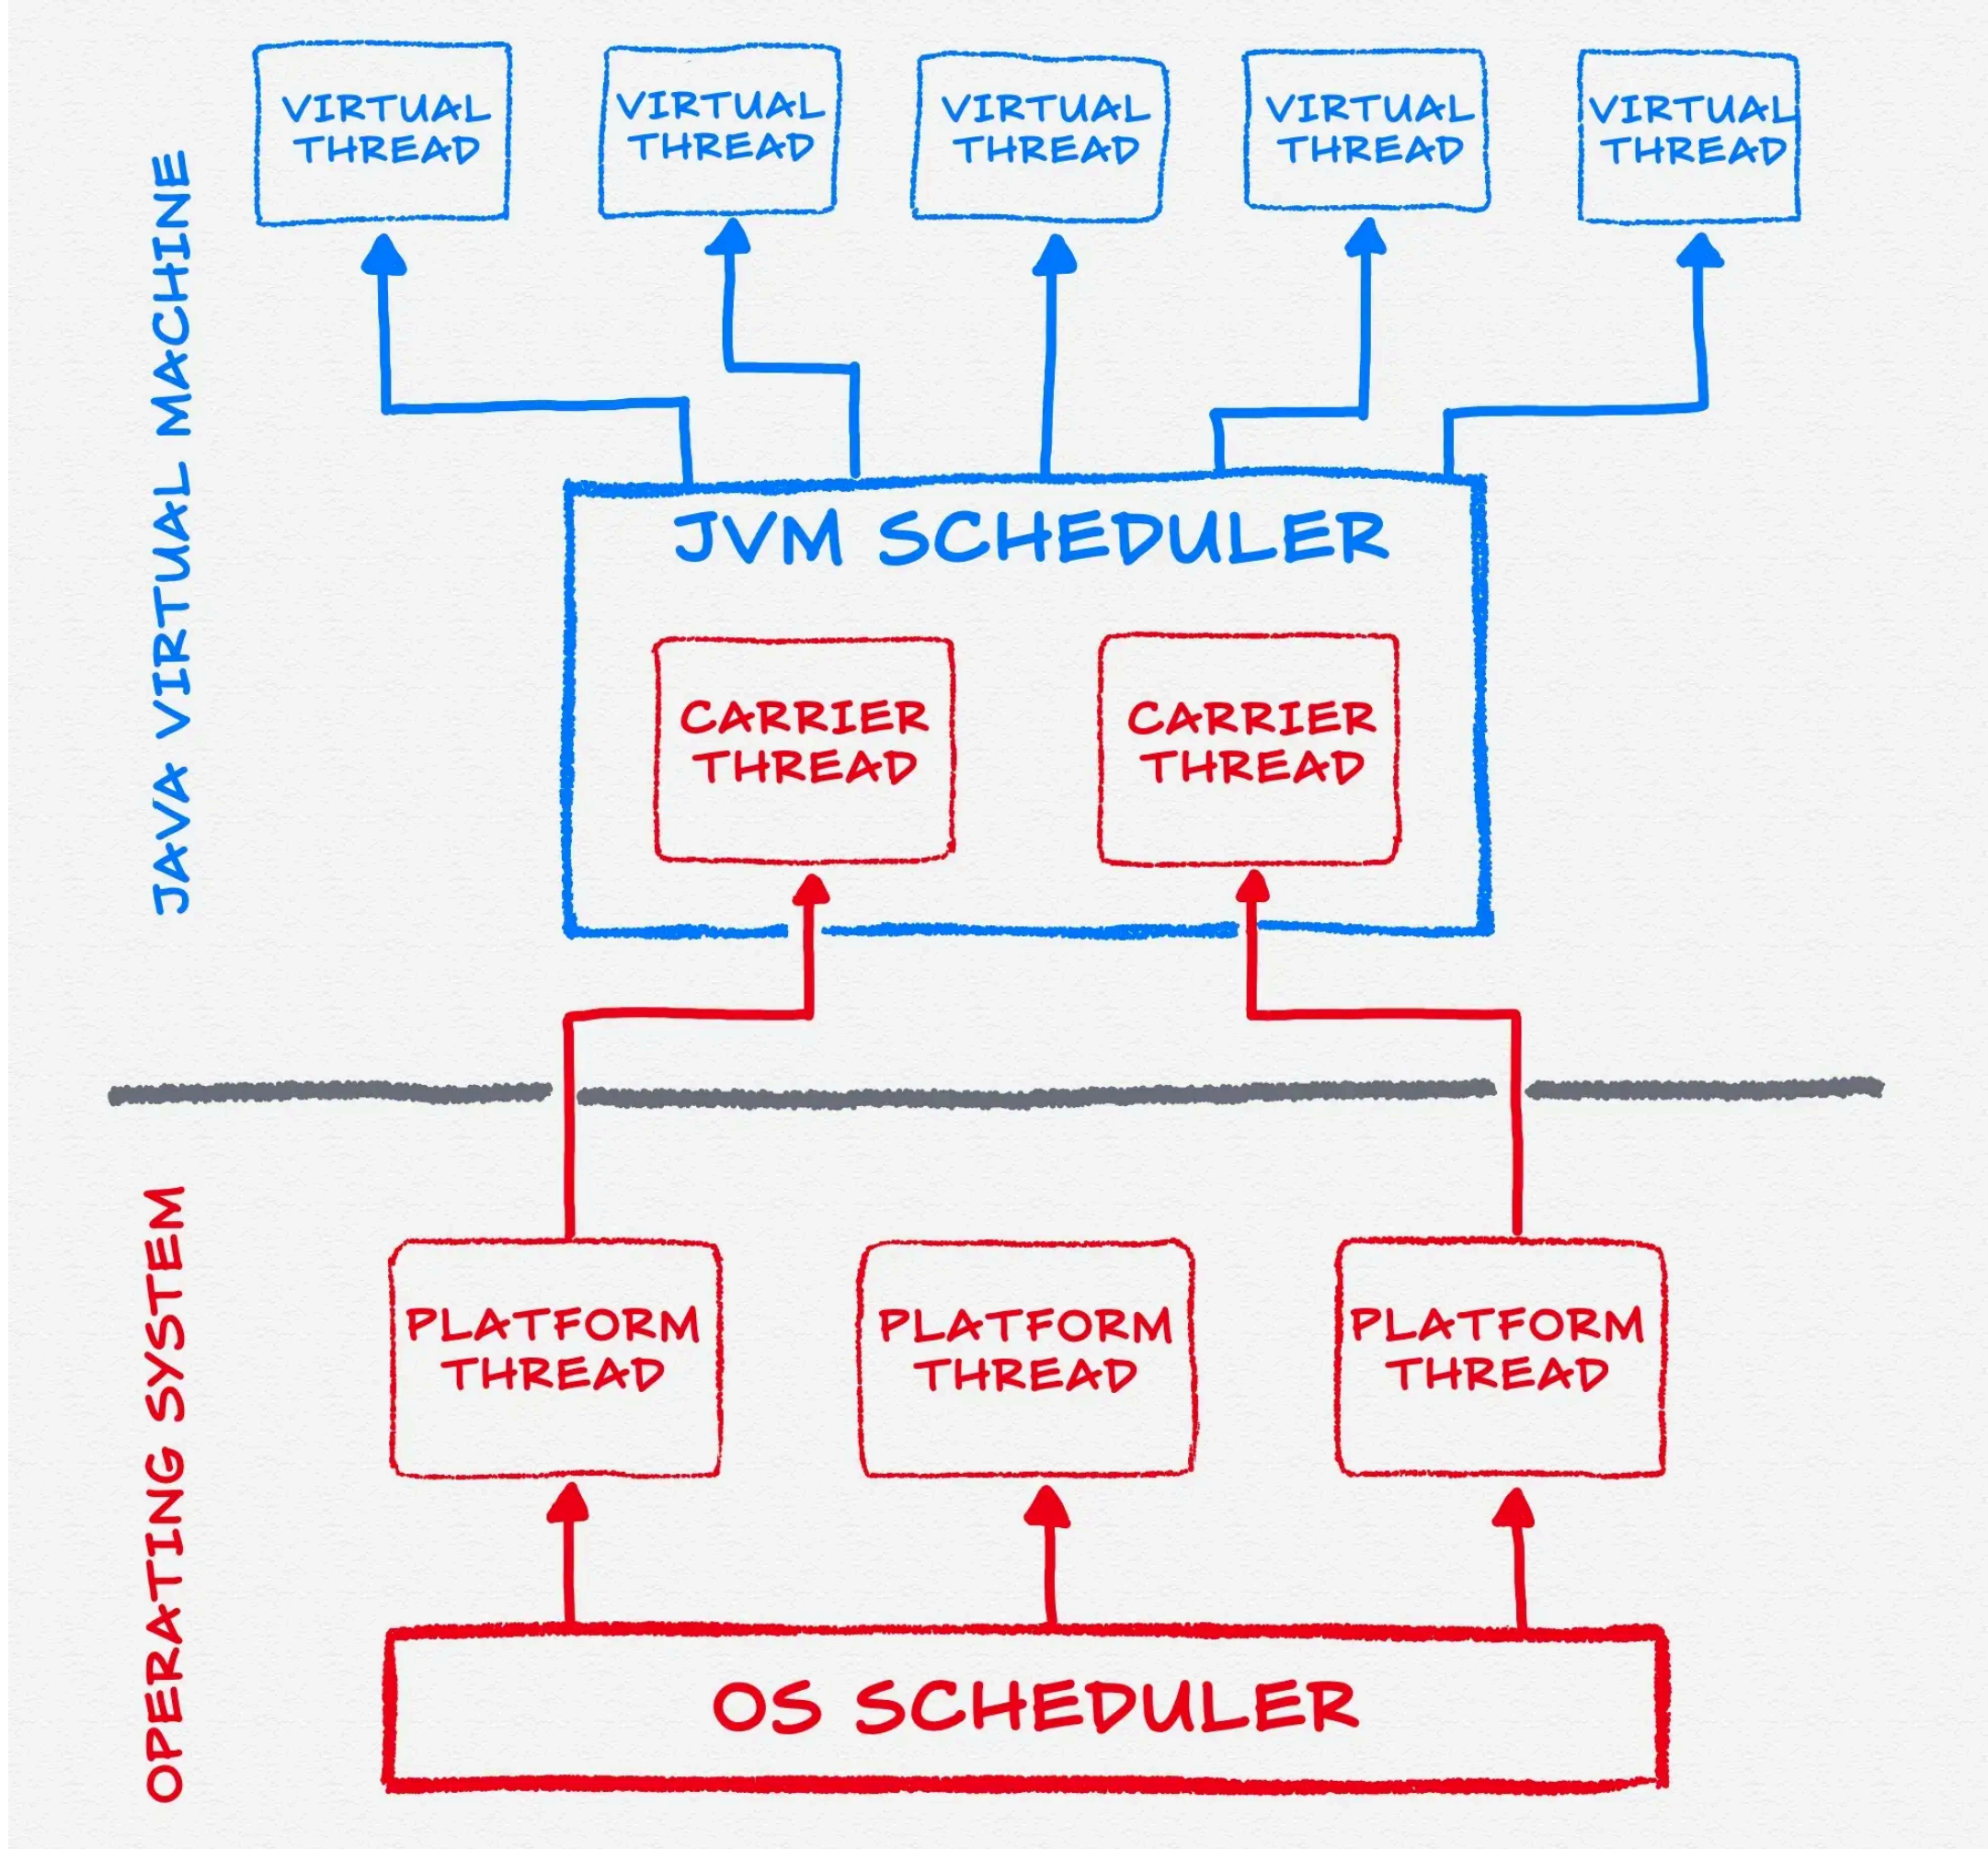 VIRTUAL
THREAD
VIRTUAL
THREAD
VIRTUAL
THREAD
VIRTUAL
THREAD
VIRTUAL
THREAD
JAVA VIRTUAL MACHINE
JVM SCHEDULER
CARRIER
THREAD
CARRIER
THREAD
OPERATING SYSTEM
PLATFORM
THREAD
PLATFORM
THREAD
PLATFORM
THREAD
OS SCHEDULER